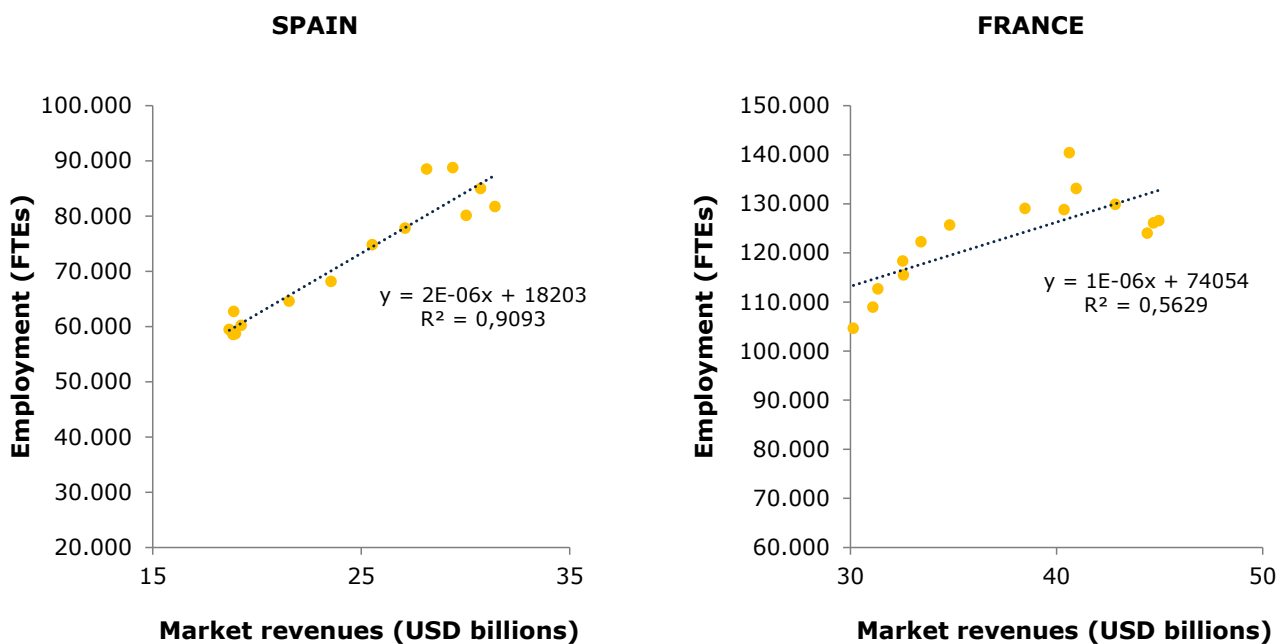 SPAIN
100.000
90.000
80.000
70.000
60.000
50.000
40.000
30.000
20.000
Employment (FTEs)
y = 2E-06x + 18203
R² = 0,9093
15
25
35
Market revenues (USD billions)
FRANCE
150.000
140.000
130.000
120.000
110.000
100.000
90.000
80.000
70.000
60.000
Employment (FTEs)
y = 1E-06x + 74054
R² = 0,5629
30
40
50
Market revenues (USD billions)